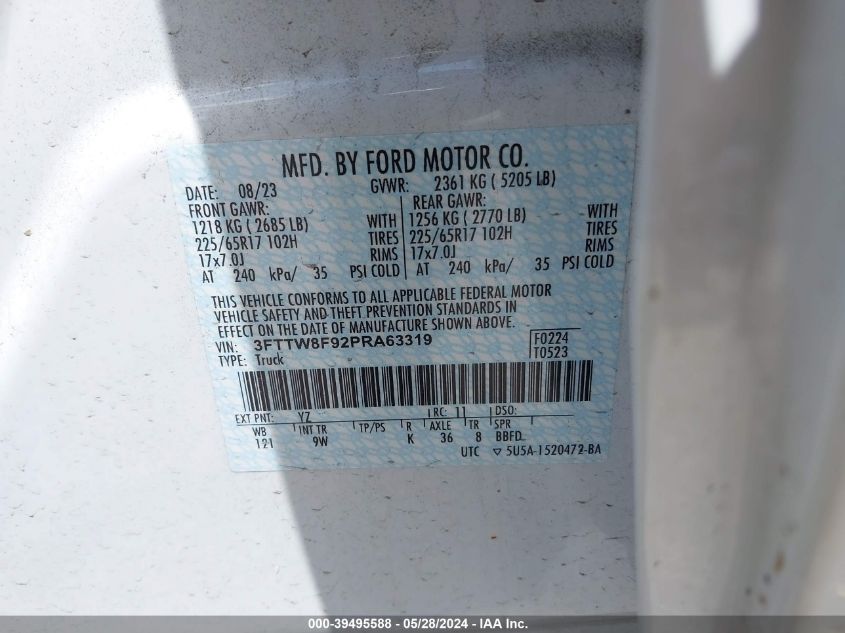 MFD. BY FORD MOTOR CO.
DATE: 08/23 GVWR: 2361 KG ( 5205 LB)
FRONT GAWR: REAR GAWR:
1218 KG ( 2685 LB) WITH 1256 KG ( 2770 LB) WITH
225/65R17 102H TIRES 225/65R17 102H TIRES
17x7.0J RIMS 17x7.0J RIMS
AT 240 kPa/ 35 PSI COLD AT 240 kPa/ 35 PSI COLD
THIS VEHICLE CONFORMS TO ALL APPLICABLE FEDERAL MOTOR
VEHICLE SAFETY AND THEFT PREVENTION STANDARDS IN
EFFECT ON THE DATE OF MANUFACTURE SHOWN ABOVE.
VIN: 3FTTW8F92PRA63319 F0224
TYPE: Truck T0523
EXT PNT: YZ RC: 11 DSO:
WB INT TR TP/PS R AXLE TR SPR
121 9W K 36 8 BBFD
UTC ▽ 5U5A-1520472-BA
000-39495588 - 05/28/2024 - IAAI.com. All rights reserved.